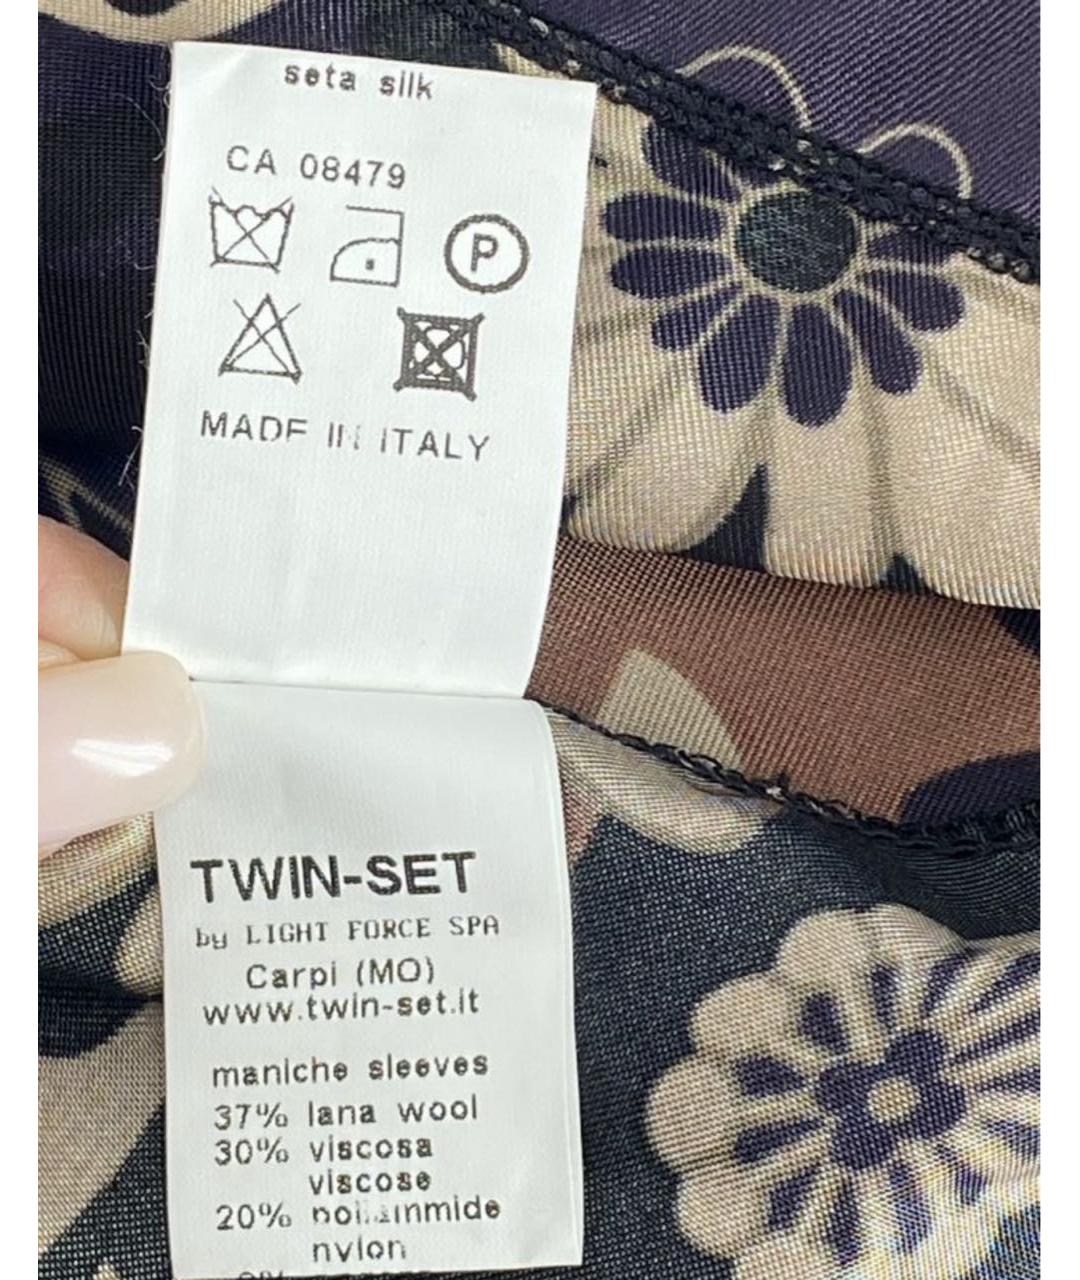 seta silk
CA 08479
P
MADE IN ITALY
TWIN-SET
by LIGHT FORCE SPA
Carpi (MO)
www.twin-set.it
maniche sleeves
37% lana wool
30% viscosa
viscose
20%
nylon